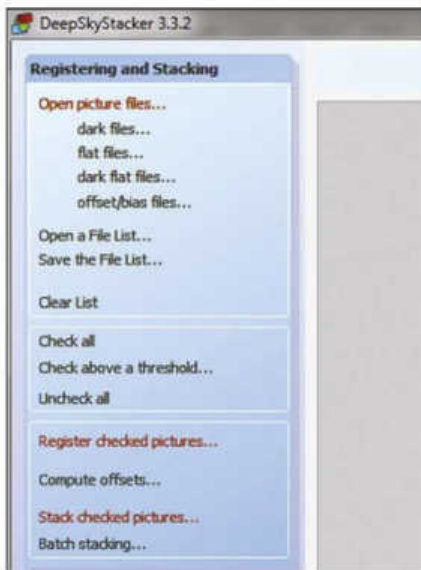 DeepSkyStacker 3.3.2
Registering and Stacking
Open picture files...
dark files...
flat files...
dark flat files...
offset/bias files...
Open a File List...
Save the File List...
Clear List
Check all
Check above a threshold...
Uncheck all
Register checked pictures...
Compute offsets...
Stack checked pictures...
Batch stacking...